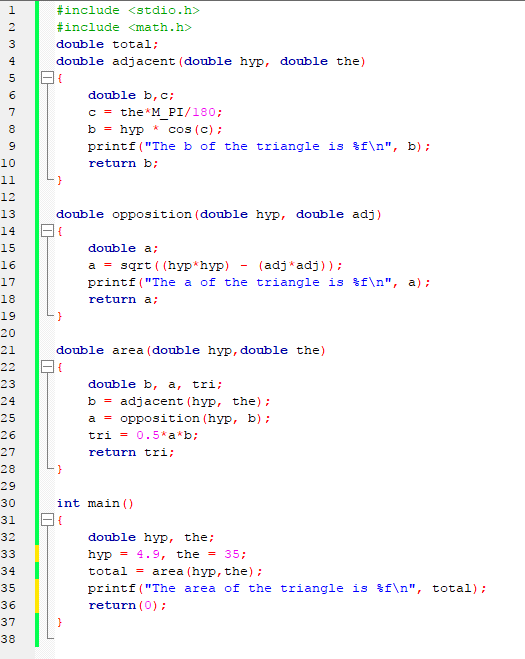 1 #include <stdio.h>
2 #include <math.h>
3 double total;
4 double adjacent(double hyp, double the)
5 {
6 double b,c;
7 c = the*M_PI/180;
8 b = hyp * cos(c);
9 printf("The b of the triangle is %f\n", b);
10 return b;
11 }
12
13 double opposition(double hyp, double adj)
14 {
15 double a;
16 a = sqrt((hyp*hyp) - (adj*adj));
17 printf("The a of the triangle is %f\n", a);
18 return a;
19 }
20
21 double area(double hyp,double the)
22 {
23 double b, a, tri;
24 b = adjacent(hyp, the);
25 a = opposition(hyp, b);
26 tri = 0.5*a*b;
27 return tri;
28 }
29
30 int main()
31 {
32 double hyp, the;
33 hyp = 4.9, the = 35;
34 total = area(hyp,the);
35 printf("The area of the triangle is %f\n", total);
36 return(0);
37 }
38